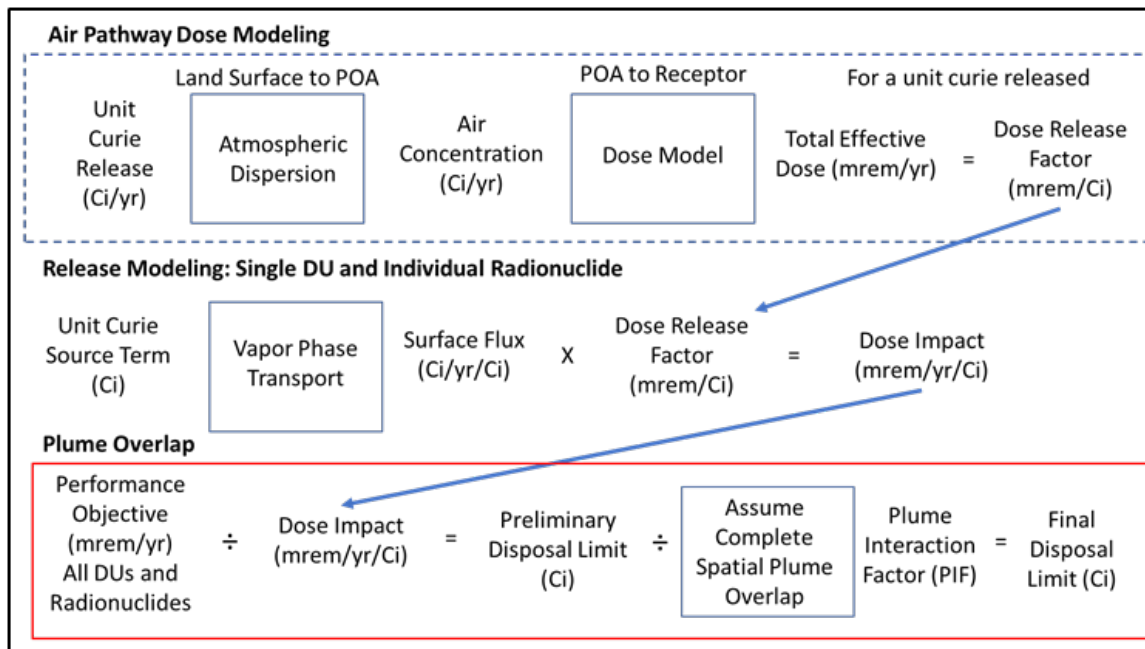 Air Pathway Dose Modeling
Land Surface to POA
POA to Receptor
For a unit curie released
Unit
Curie
Release
(Ci/yr)
Atmospheric
Dispersion
Air
Concentration
(Ci/yr)
Dose Model
Total Effective
Dose (mrem/yr)
=
Dose Release
Factor
(mrem/Ci)
Release Modeling: Single DU and Individual Radionuclide
Unit Curie
Source Term
(Ci)
Vapor Phase
Transport
Surface Flux
(Ci/yr/Ci)
X
Dose Release
Factor
(mrem/Ci)
=
Dose Impact
(mrem/yr/Ci)
Plume Overlap
Performance
Objective
(mrem/yr)
All DUs and
Radionuclides
÷
Dose Impact
(mrem/yr/Ci)
=
Preliminary
Disposal Limit
(Ci)
÷
Assume
Complete
Spatial Plume
Overlap
Plume
Interaction
Factor (PIF)
=
Final
Disposal
Limit (Ci)